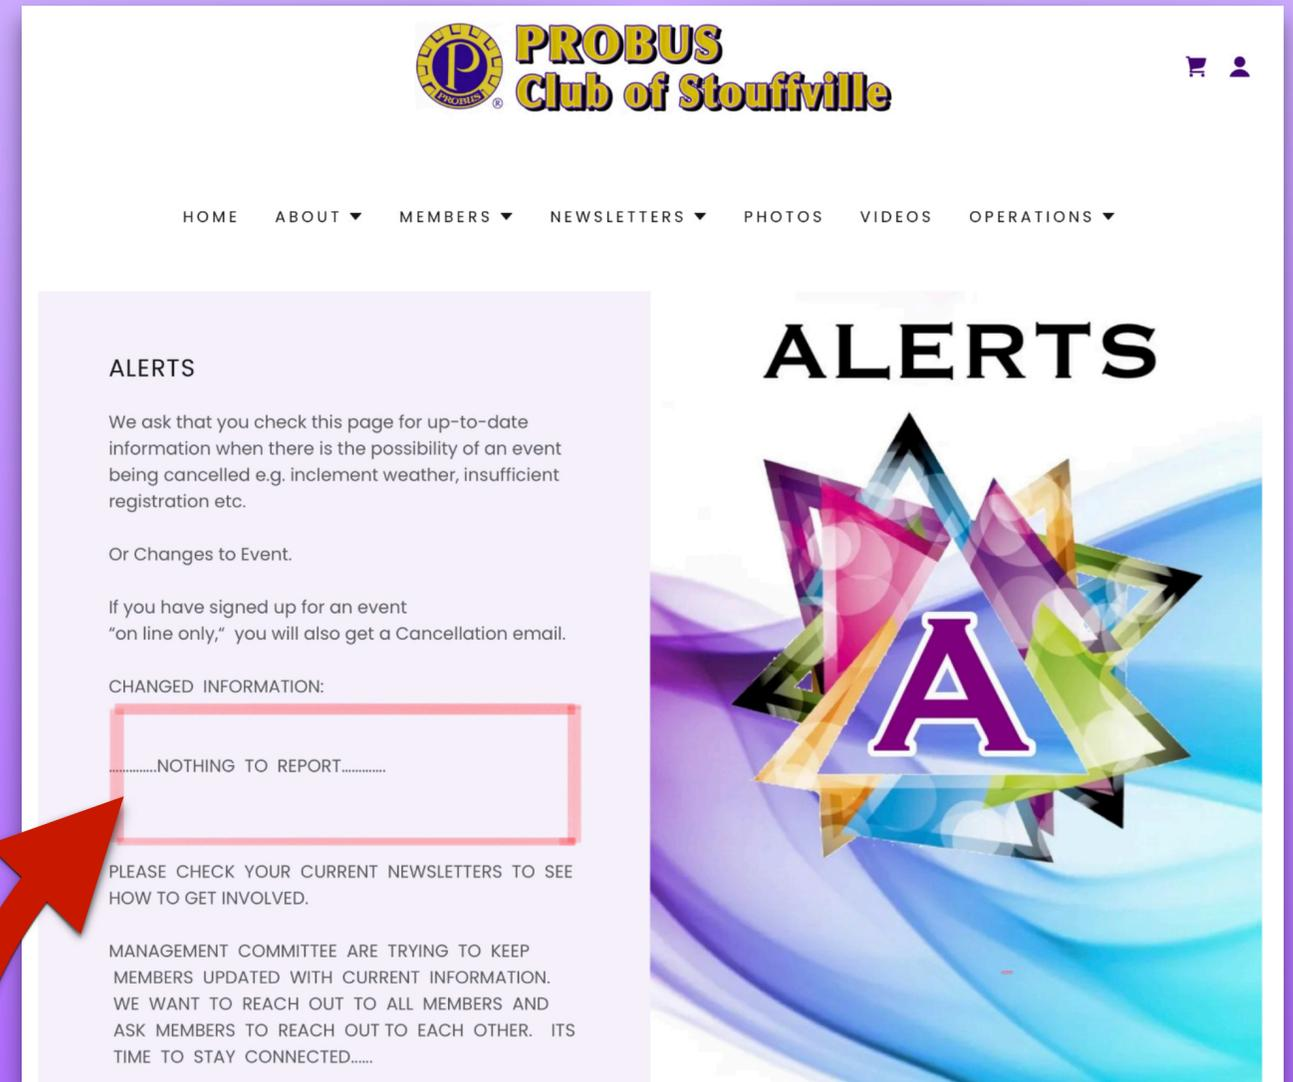 P
PROBUS
®
PROBUS
Club of Stouffville
HOME ABOUT MEMBERS NEWSLETTERS PHOTOS VIDEOS OPERATIONS
ALERTS
We ask that you check this page for up-to-date
information when there is the possibility of an event
being cancelled e.g. inclement weather, insufficient
registration etc.
Or Changes to Event.
If you have signed up for an event
“on line only,“  you will also get a Cancellation email.
CHANGED INFORMATION:
..............NOTHING TO REPORT.............
PLEASE CHECK YOUR CURRENT NEWSLETTERS TO SEE
HOW TO GET INVOLVED.
MANAGEMENT COMMITTEE ARE TRYING TO KEEP
MEMBERS UPDATED WITH CURRENT INFORMATION.
WE WANT TO REACH OUT TO ALL MEMBERS AND
ASK MEMBERS TO REACH OUT TO EACH OTHER. ITS
TIME TO STAY CONNECTED......
ALERTS
A